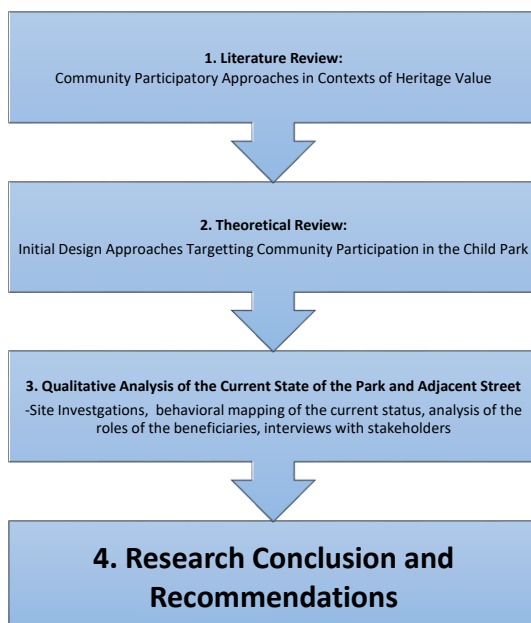 1. Literature Review:
Community Participatory Approaches in Contexts of Heritage Value
2. Theoretical Review:
Initial Design Approaches Targetting Community Participation in the Child Park
3. Qualitative Analysis of the Current State of the Park and Adjacent Street
-Site Investgations, behavioral mapping of the current status, analysis of the
roles of the beneficiaries, interviews with stakeholders
4. Research Conclusion and
Recommendations